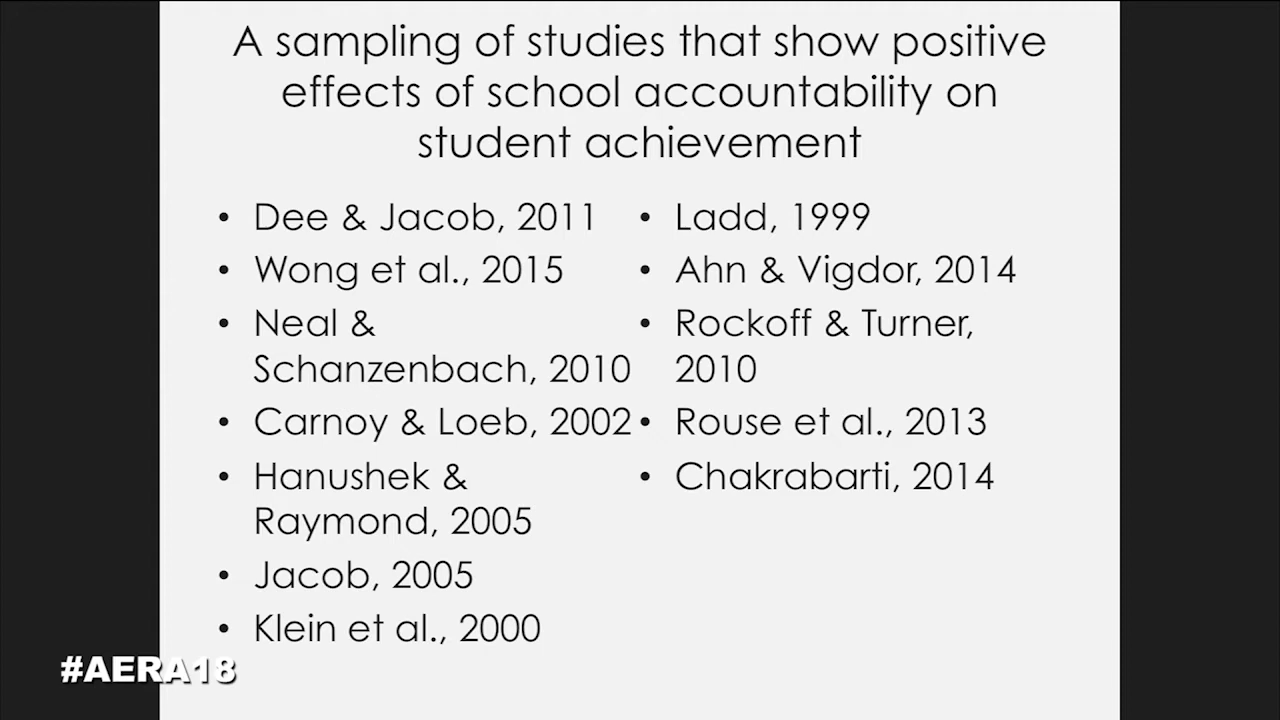 A sampling of studies that show positive
effects of school accountability on
student achievement
• Dee & Jacob, 2011
• Wong et al., 2015
• Neal &
Schanzenbach, 2010
• Carnoy & Loeb, 2002
• Hanushek &
Raymond, 2005
• Jacob, 2005
• Klein et al., 2000
• Ladd, 1999
• Ahn & Vigdor, 2014
• Rockoff & Turner,
2010
• Rouse et al., 2013
• Chakrabarti, 2014
#AERA18